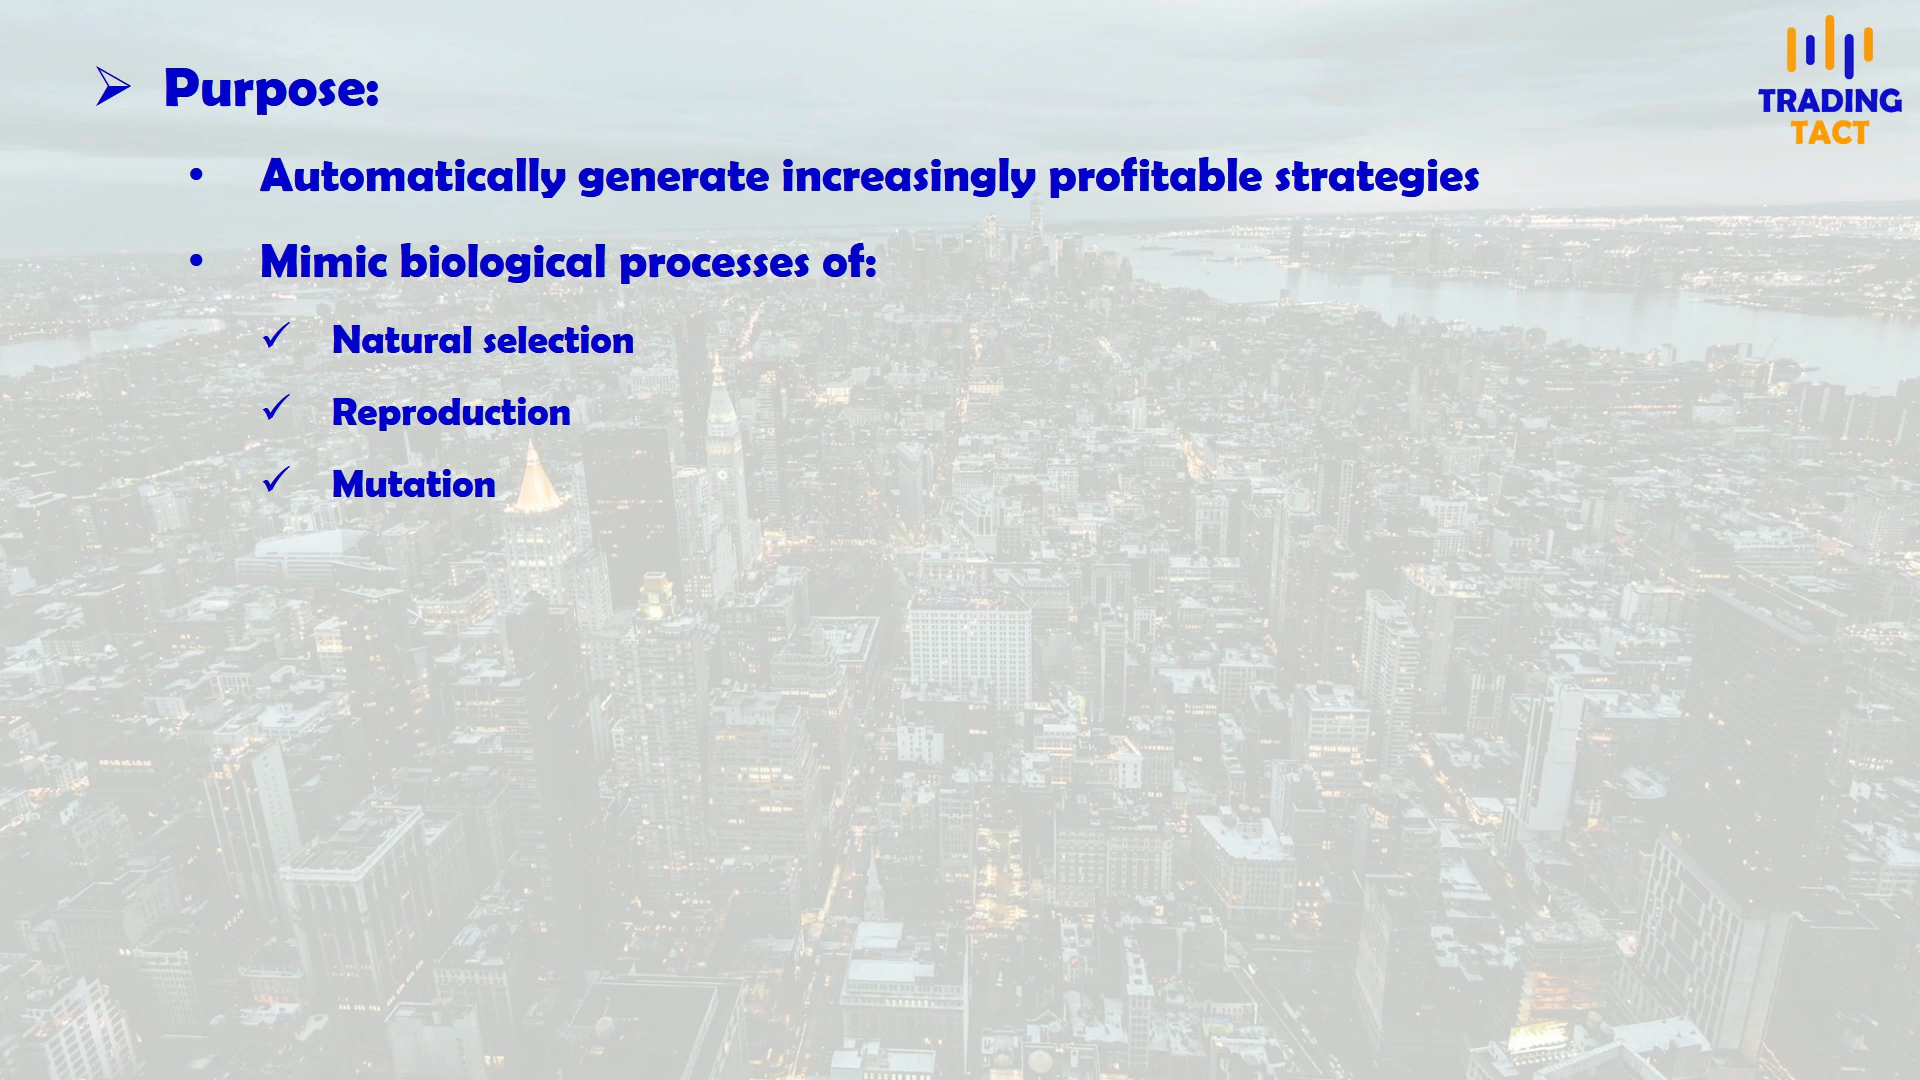 ➢ Purpose:
• Automatically generate increasingly profitable strategies
• Mimic biological processes of:
✓ Natural selection
✓ Reproduction
✓ Mutation
TRADING
TACT